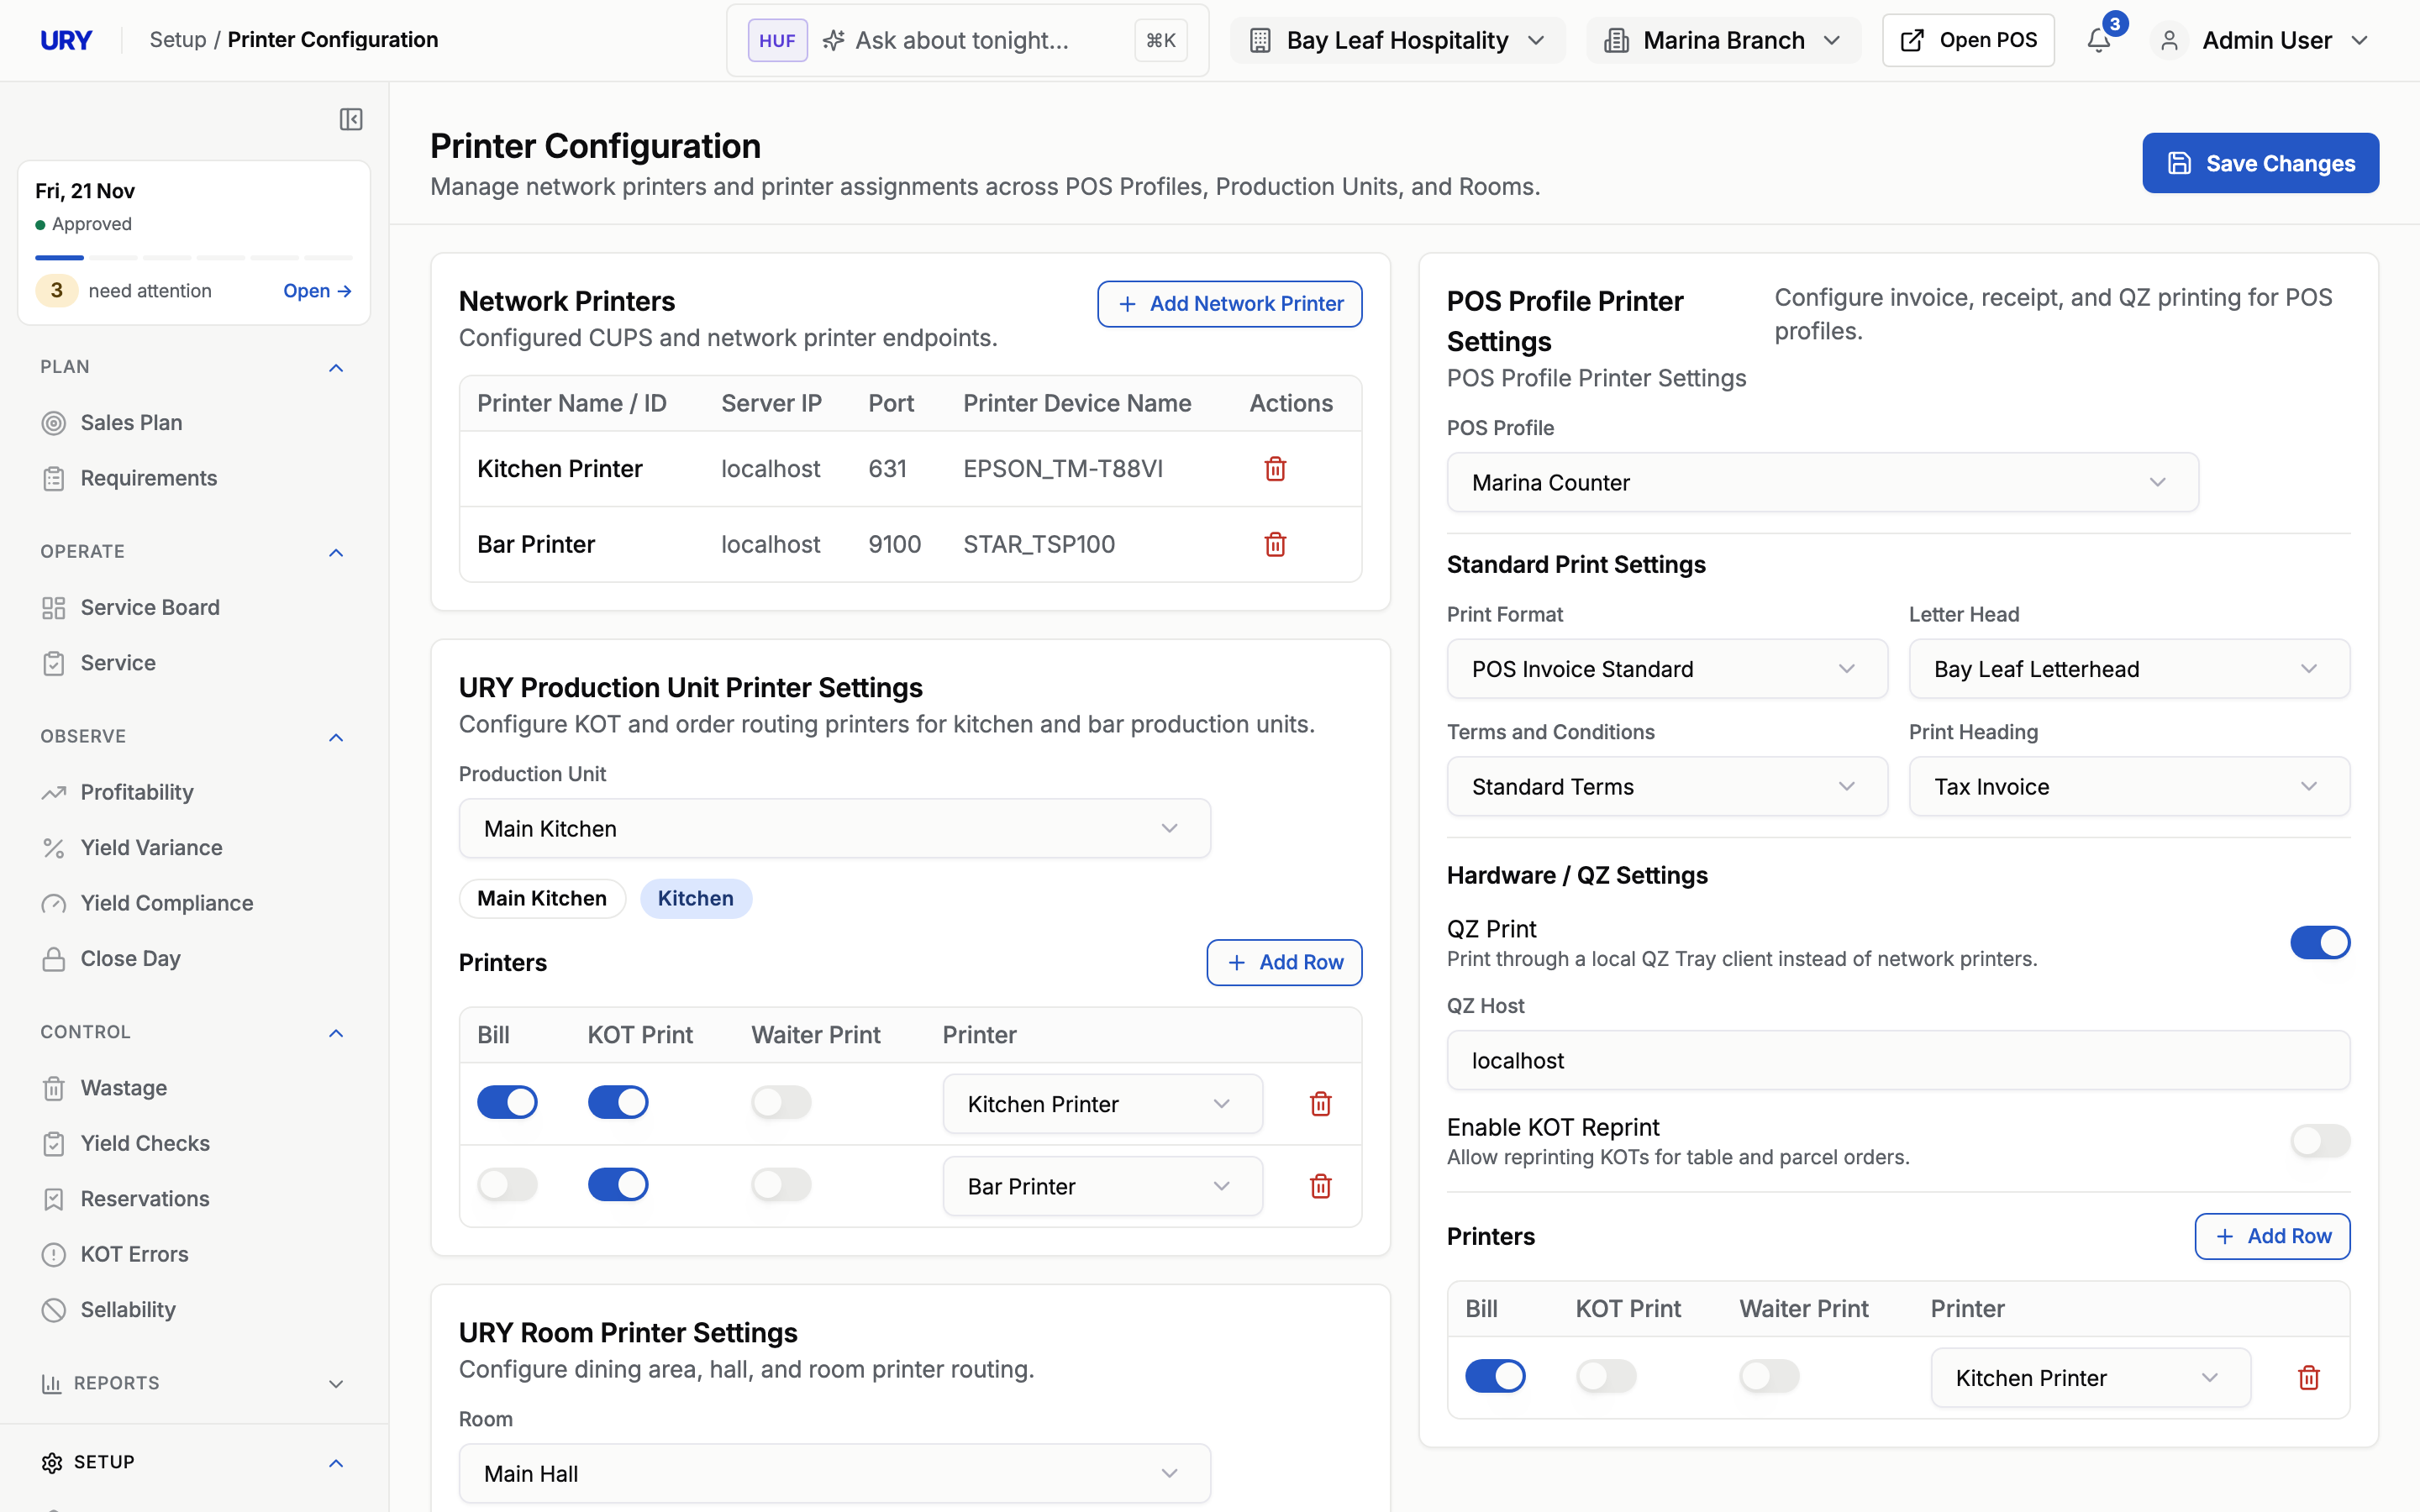 URY
Setup / Printer Configuration
HUF
Ask about tonight...
⌘K
Bay Leaf Hospitality
Marina Branch
Open POS
3
Admin User
Fri, 21 Nov
Approved
3 need attention
Open →
PLAN
Sales Plan
Requirements
OPERATE
Service Board
Service
OBSERVE
Profitability
Yield Variance
Yield Compliance
Close Day
CONTROL
Wastage
Yield Checks
Reservations
KOT Errors
Sellability
REPORTS
SETUP
Printer Configuration
Manage network printers and printer assignments across POS Profiles, Production Units, and Rooms.
Save Changes
Network Printers
Configured CUPS and network printer endpoints.
+ Add Network Printer
Printer Name / ID Server IP Port Printer Device Name Actions
Kitchen Printer localhost 631 EPSON_TM-T88VI
Bar Printer localhost 9100 STAR_TSP100
URY Production Unit Printer Settings
Configure KOT and order routing printers for kitchen and bar production units.
Production Unit
Main Kitchen
Main Kitchen Kitchen
Printers
+ Add Row
Bill KOT Print Waiter Print Printer
Kitchen Printer
Bar Printer
URY Room Printer Settings
Configure dining area, hall, and room printer routing.
Room
Main Hall
POS Profile Printer
Settings
POS Profile Printer Settings
Configure invoice, receipt, and QZ printing for POS
profiles.
POS Profile
Marina Counter
Standard Print Settings
Print Format Letter Head
POS Invoice Standard Bay Leaf Letterhead
Terms and Conditions Print Heading
Standard Terms Tax Invoice
Hardware / QZ Settings
QZ Print
Print through a local QZ Tray client instead of network printers.
QZ Host
localhost
Enable KOT Reprint
Allow reprinting KOTs for table and parcel orders.
Printers
+ Add Row
Bill KOT Print Waiter Print Printer
Kitchen Printer